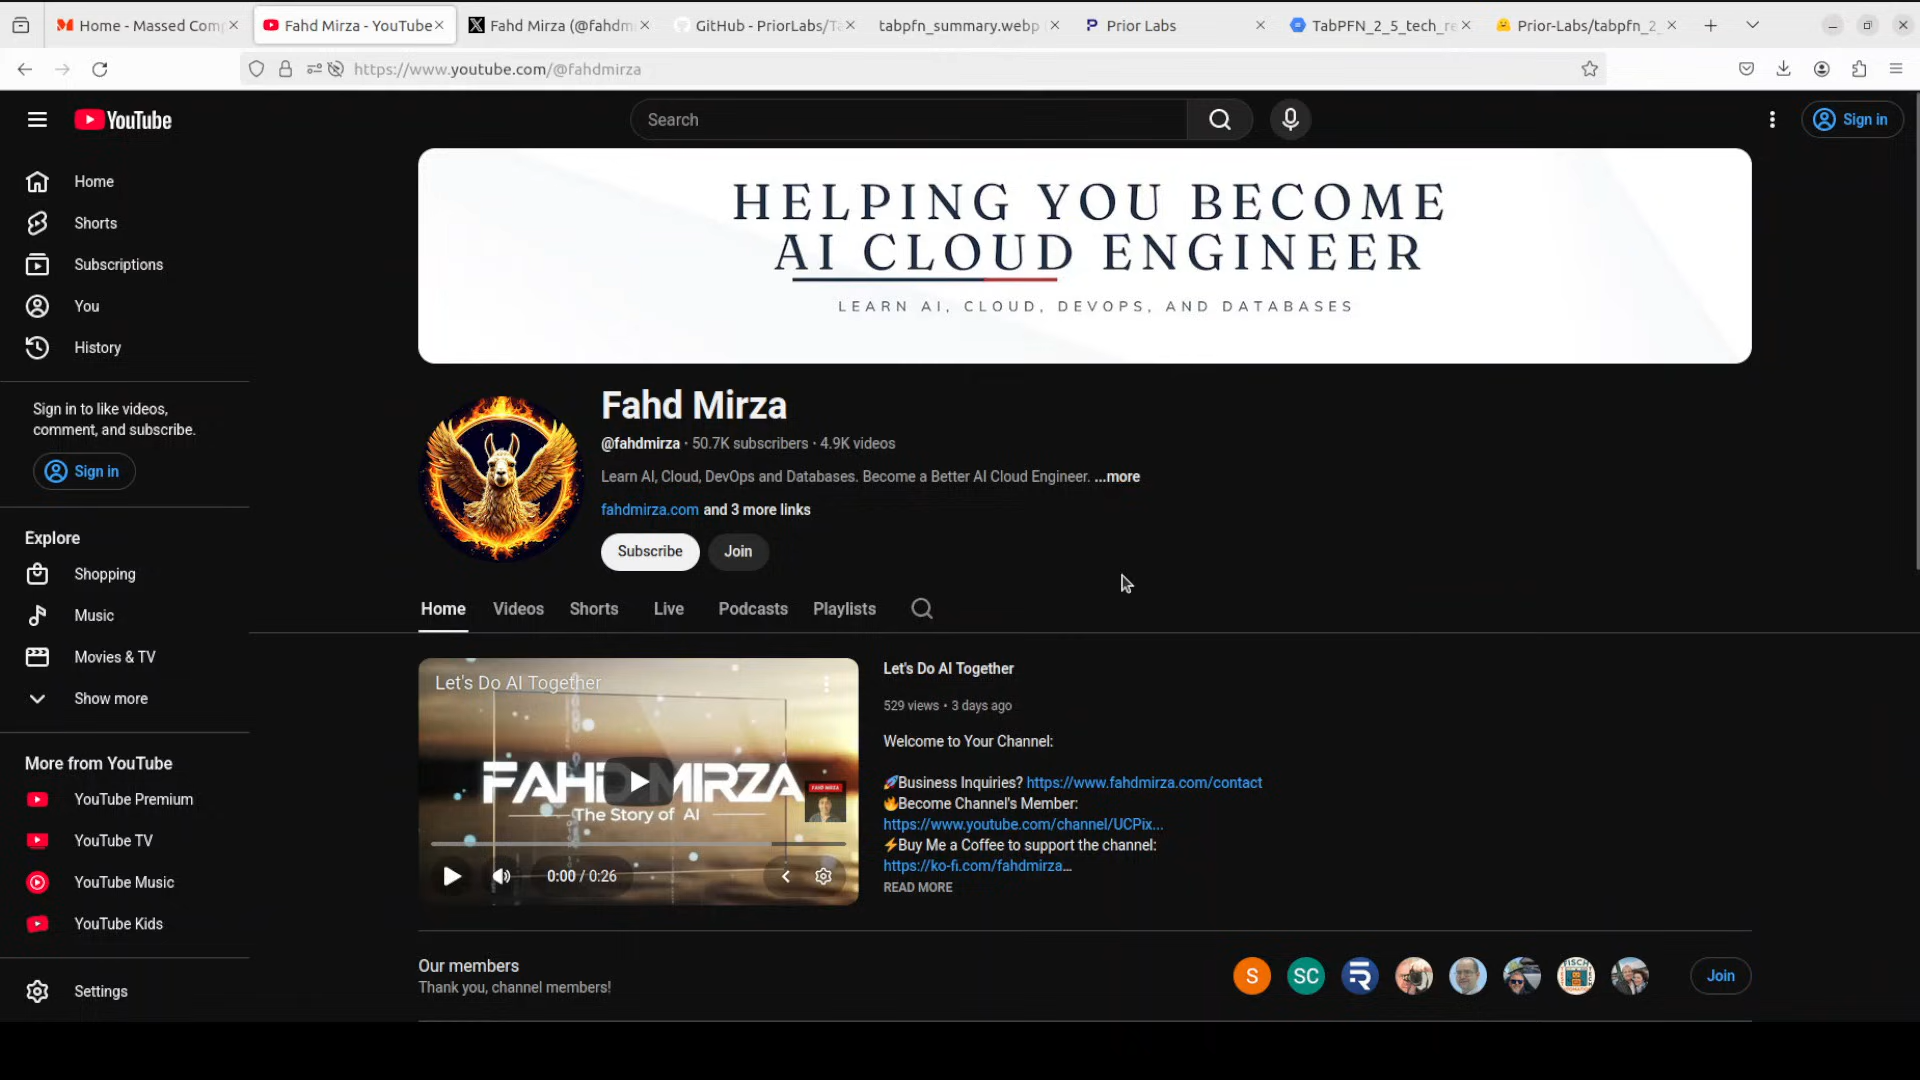 Home - Massed Comp
Fahd Mirza - YouTube
Fahd Mirza (@fahdm
GitHub - PriorLabs/Ta
tabpfn_summary.webp
Prior Labs
TabPFN_2_5_tech_re
Prior-Labs/tabpfn_2_
https://www.youtube.com/@fahdmirza
YouTube
Search
Sign in
Home
Shorts
Subscriptions
You
History
Sign in to like videos,
comment, and subscribe.
Sign in
Explore
Shopping
Music
Movies & TV
Show more
More from YouTube
YouTube Premium
YouTube TV
YouTube Music
YouTube Kids
Settings
HELPING YOU BECOME
AI CLOUD ENGINEER
LEARN AI, CLOUD, DEVOPS, AND DATABASES
Fahd Mirza
@fahdmirza • 50.7K subscribers • 4.9K videos
Learn AI, Cloud, DevOps and Databases. Become a Better AI Cloud Engineer. ...more
fahdmirza.com and 3 more links
Subscribe
Join
Home
Videos
Shorts
Live
Podcasts
Playlists
Let's Do AI Together
FAHD MIRZA
The Story of AI
0:00 / 0:26
Let's Do AI Together
529 views • 3 days ago
Welcome to Your Channel:
🚀Business Inquiries? https://www.fahdmirza.com/contact
🔥Become Channel's Member:
https://www.youtube.com/channel/UCPix...
⚡Buy Me a Coffee to support the channel:
https://ko-fi.com/fahdmirza...
READ MORE
Our members
Thank you, channel members!
S
SC
Join